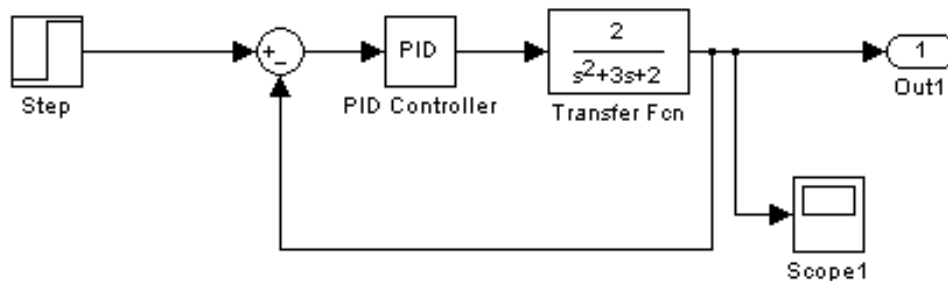 Step
+
−
PID
PID Controller
2
s²+3s+2
Transfer Fcn
1
Out1
Scope1